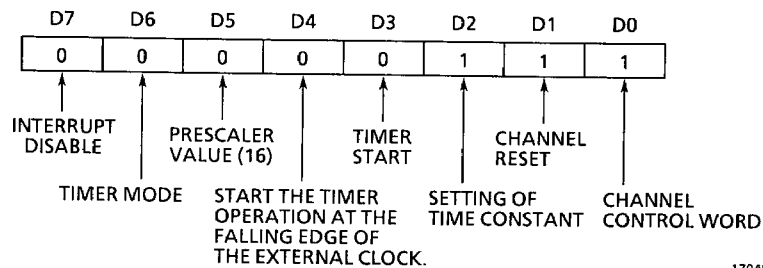 D7 D6 D5 D4 D3 D2 D1 D0
0 0 0 0 0 1 1 1
INTERRUPT
DISABLE
TIMER MODE
PRESCALER
VALUE (16)
START THE TIMER
OPERATION AT THE
FALLING EDGE OF
THE EXTERNAL CLOCK.
TIMER
START
SETTING OF
TIME CONSTANT
CHANNEL
RESET
CHANNEL
CONTROL WORD